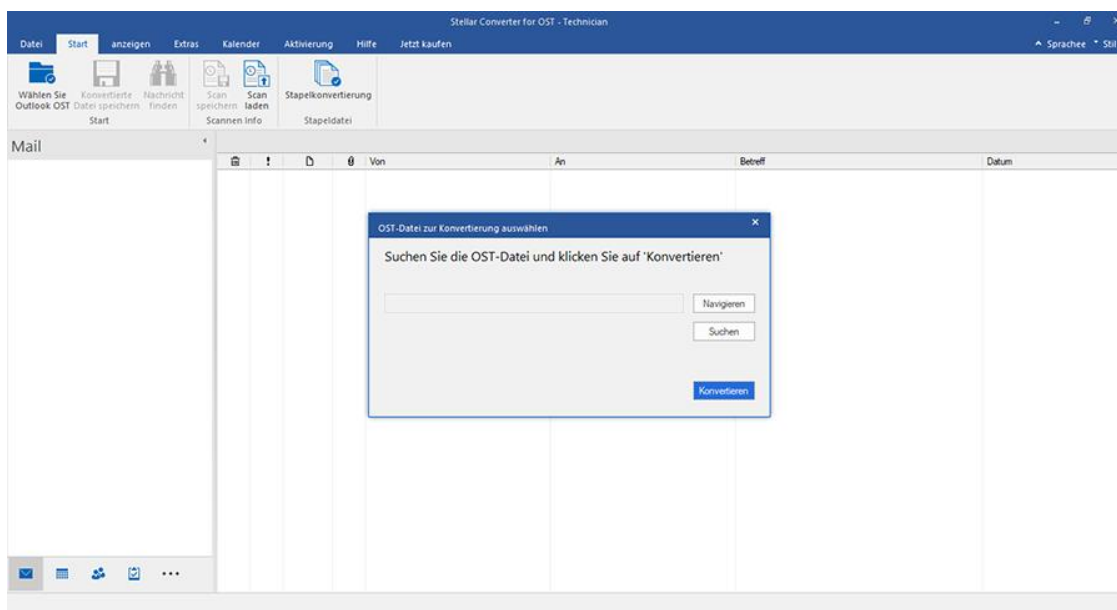 Stellar Converter for OST - Technician
Datei Start anzeigen Extras Kalender Aktivierung Hilfe Jetzt kaufen Sprachee Stil
Wählen Sie Konvertierte Nachricht Scan Scan Stapelkonvertierung
Outlook OST Datei speichern finden speichern laden
Start Scannen Info Stapeldatei
Mail
Von An Betreff Datum
OST-Datei zur Konvertierung auswählen
Suchen Sie die OST-Datei und klicken Sie auf 'Konvertieren'
Navigieren
Suchen
Konvertieren